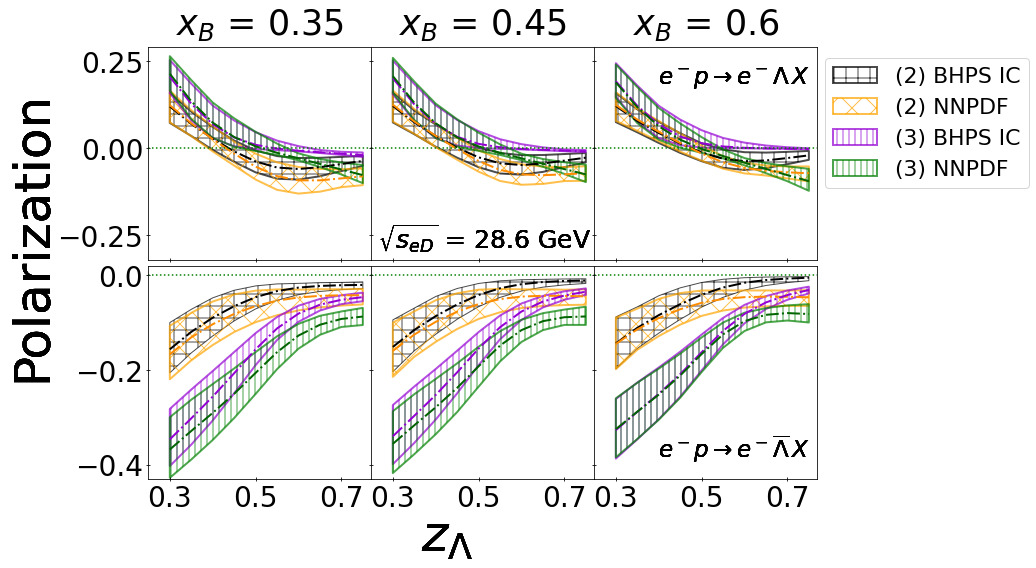 x_B = 0.35 x_B = 0.45 x_B = 0.6
Polarization
0.25
0.00
−0.25
e⁻p→e⁻ΛX
√s_eD = 28.6 GeV
(2) BHPS IC
(2) NNPDF
(3) BHPS IC
(3) NNPDF
0.0
−0.2
−0.4
e⁻p→e⁻Λ̅X
0.3 0.5 0.7 0.3 0.5 0.7 0.3 0.5 0.7
z_Λ